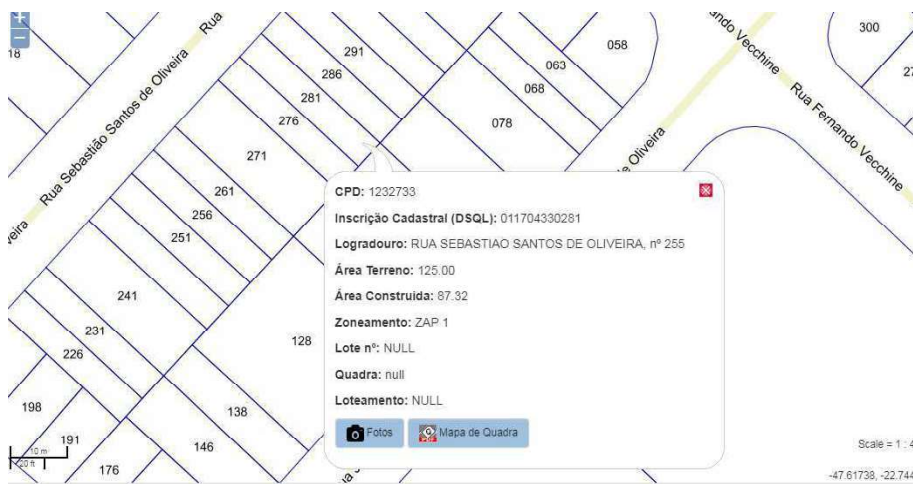 +
−
18
Rua Sebastião Santos de Oliveira
Rua
291
286
281
276
271
261
256
251
241
231
226
198
191
176
146
138
128
058
063
068
078
300
27
Fernando Vecchine
Rua Fernando Vecchine
Oliveira
CPD: 1232733
Inscrição Cadastral (DSQL): 011704330281
Logradouro: RUA SEBASTIAO SANTOS DE OLIVEIRA, nº 255
Área Terreno: 125.00
Área Construida: 87.32
Zoneamento: ZAP 1
Lote nº: NULL
Quadra: null
Loteamento: NULL
Fotos
Mapa de Quadra
10 m
20 ft
Scale = 1 : 4
-47.61738, -22.744